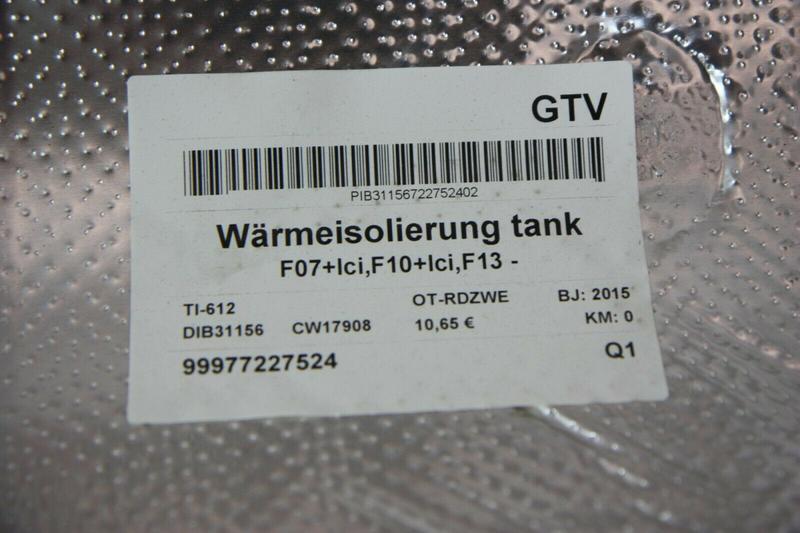 GTV
PIB31156722752402
Wärmeisolierung tank
F07+lci,F10+lci,F13 -
TI-612 OT-RDZWE BJ: 2015
DIB31156 CW17908 10,65 € KM: 0
99977227524 Q1